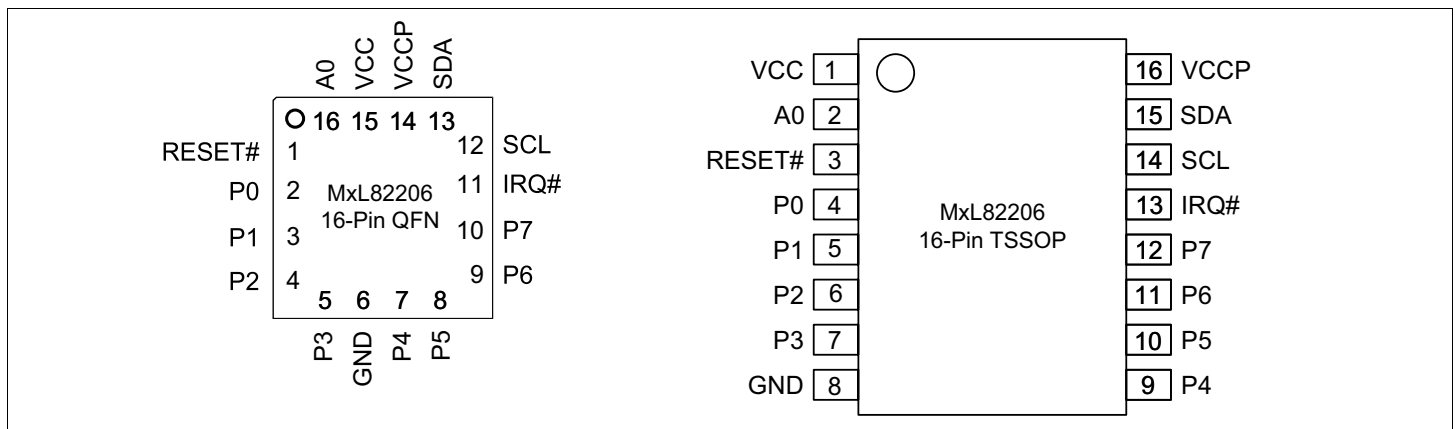 A0 VCC VCCP SDA
16 15 14 13
RESET# 1
P0 2
P1 3
P2 4
MxL82206
16-Pin QFN
12 SCL
11 IRQ#
10 P7
9 P6
5 6 7 8
P3 GND P4 P5
VCC 1
A0 2
RESET# 3
P0 4
P1 5
P2 6
P3 7
GND 8
MxL82206
16-Pin TSSOP
16 VCCP
15 SDA
14 SCL
13 IRQ#
12 P7
11 P6
10 P5
9 P4